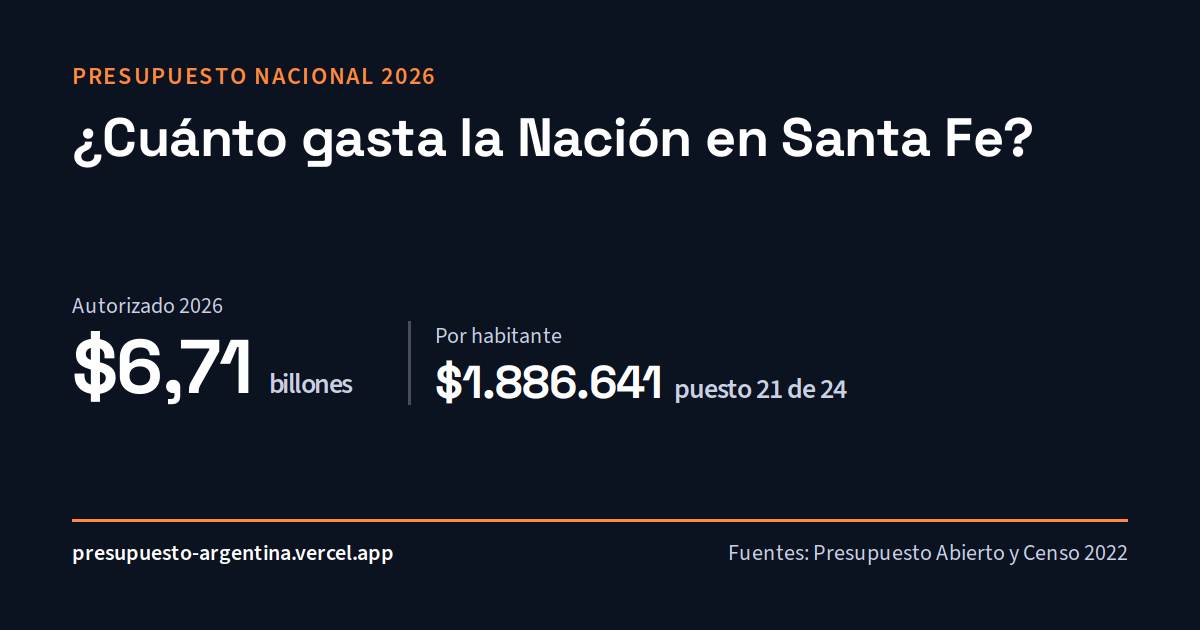 PRESUPUESTO NACIONAL 2026
¿Cuánto gasta la Nación en Santa Fe?
Autorizado 2026
$6,71 billones
Por habitante
$1.886.641 puesto 21 de 24
presupuesto-argentina.vercel.app
Fuentes: Presupuesto Abierto y Censo 2022